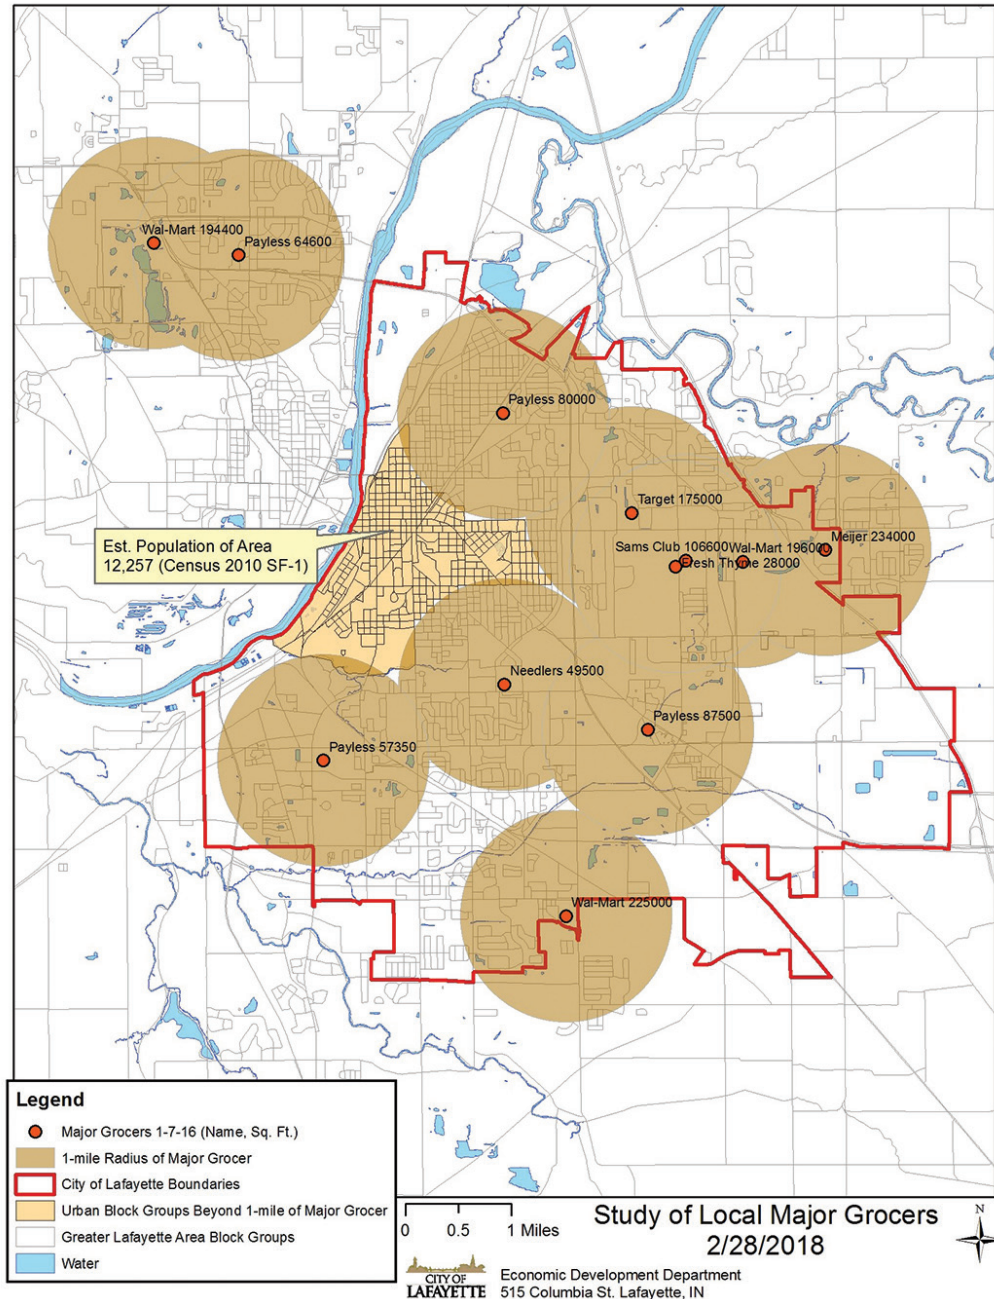 Wal-Mart 194400
Payless 64600
Payless 80000
Target 175000
Meijer 234000
Sams Club 106600
Wal-Mart 196000
Fresh Thyme 28000
Est. Population of Area
12,257 (Census 2010 SF-1)
Needlers 49500
Payless 87500
Payless 57350
Wal-Mart 225000
Legend
Major Grocers 1-7-16 (Name, Sq. Ft.)
1-mile Radius of Major Grocer
City of Lafayette Boundaries
Urban Block Groups Beyond 1-mile of Major Grocer
Greater Lafayette Area Block Groups
Water
0 0.5 1 Miles
Study of Local Major Grocers
2/28/2018
N
CITY OF
LAFAYETTE
Economic Development Department
515 Columbia St. Lafayette, IN